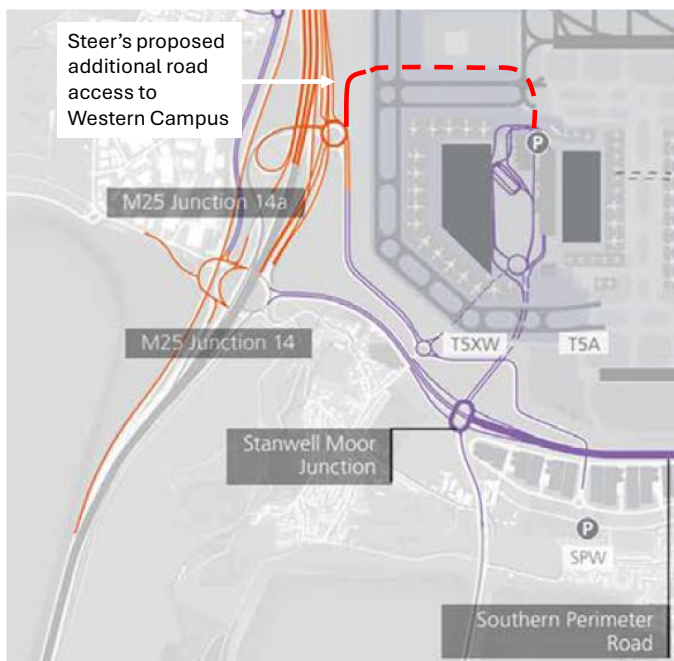 Steer's proposed
additional road
access to
Western Campus
P
M25 Junction 14a
M25 Junction 14
T5XW
T5A
Stanwell Moor
Junction
P
SPW
Southern Perimeter
Road